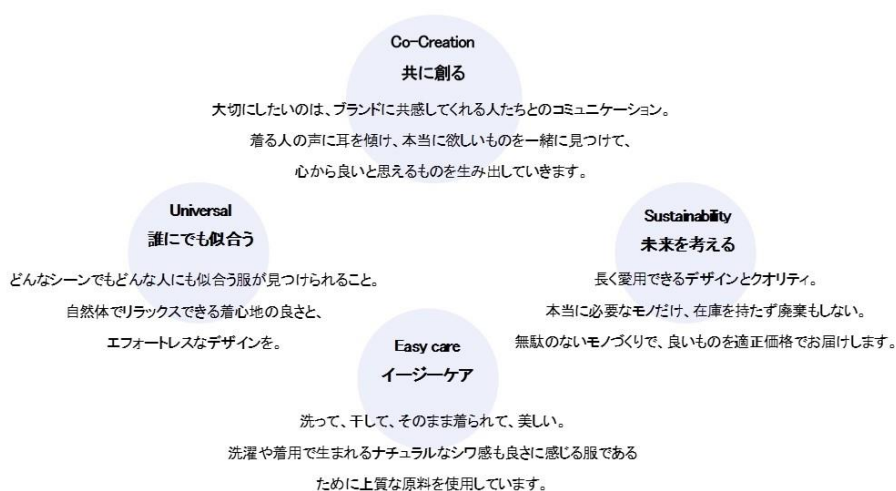 Co-Creation
共に創る
大切にしたいのは、ブランドに共感してくれる人たちとのコミュニケーション。
着る人の声に耳を傾け、本当に欲しいものを一緒に見つけて、
心から良いと思えるものを生み出していきます。
Universal
誰にでも似合う
どんなシーンでもどんな人にも似合う服が見つけられること。
自然体でリラックスできる着心地の良さと、
エフォートレスなデザインを。
Sustainability
未来を考える
長く愛用できるデザインとクオリティ。
本当に必要なモノだけ、在庫を持たず廃棄もしない。
無駄のないモノづくりで、良いものを適正価格でお届けします。
Easy care
イージーケア
洗って、干して、そのまま着られて、美しい。
洗濯や着用で生まれるナチュラルなシワ感も良さに感じる服である
ために上質な原料を使用しています。